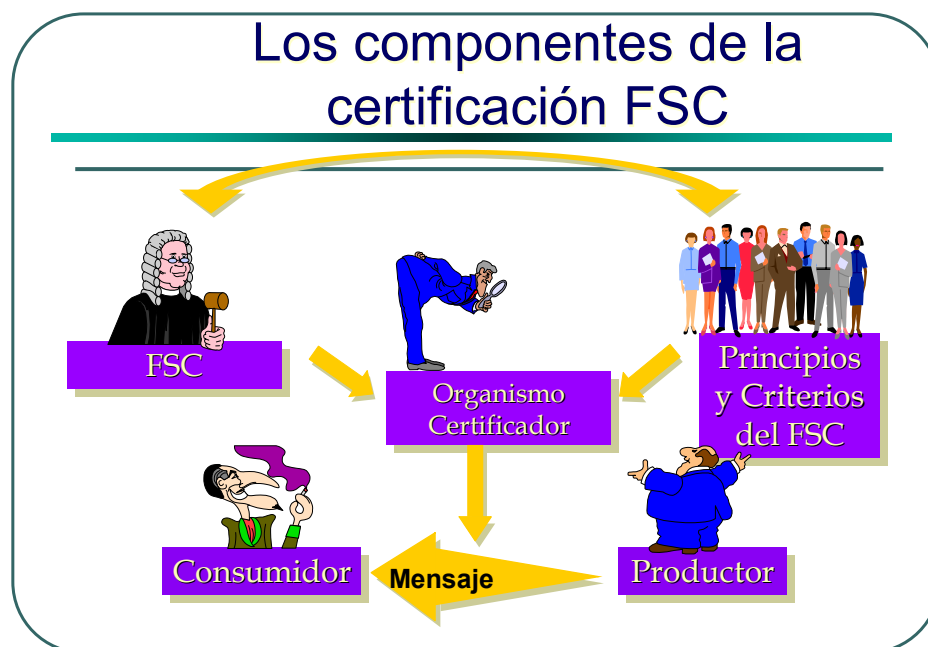 Los componentes de la
certificación FSC
FSC
Principios
y Criterios
del FSC
Organismo
Certificador
Consumidor
Mensaje
Productor